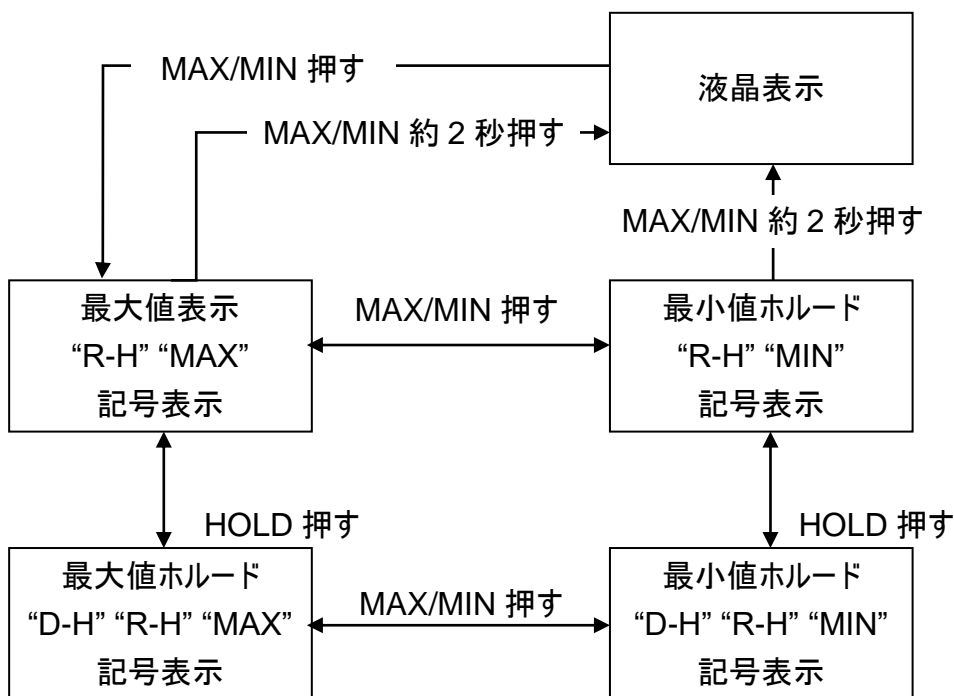 MAX/MIN 押す
液晶表示
MAX/MIN 約 2 秒押す
MAX/MIN 約 2 秒押す
最大値表示
“R-H” “MAX”
記号表示
MAX/MIN 押す
最小値ホルード
“R-H” “MIN”
記号表示
HOLD 押す
HOLD 押す
最大値ホルード
“D-H” “R-H” “MAX”
記号表示
MAX/MIN 押す
最小値ホルード
“D-H” “R-H” “MIN”
記号表示